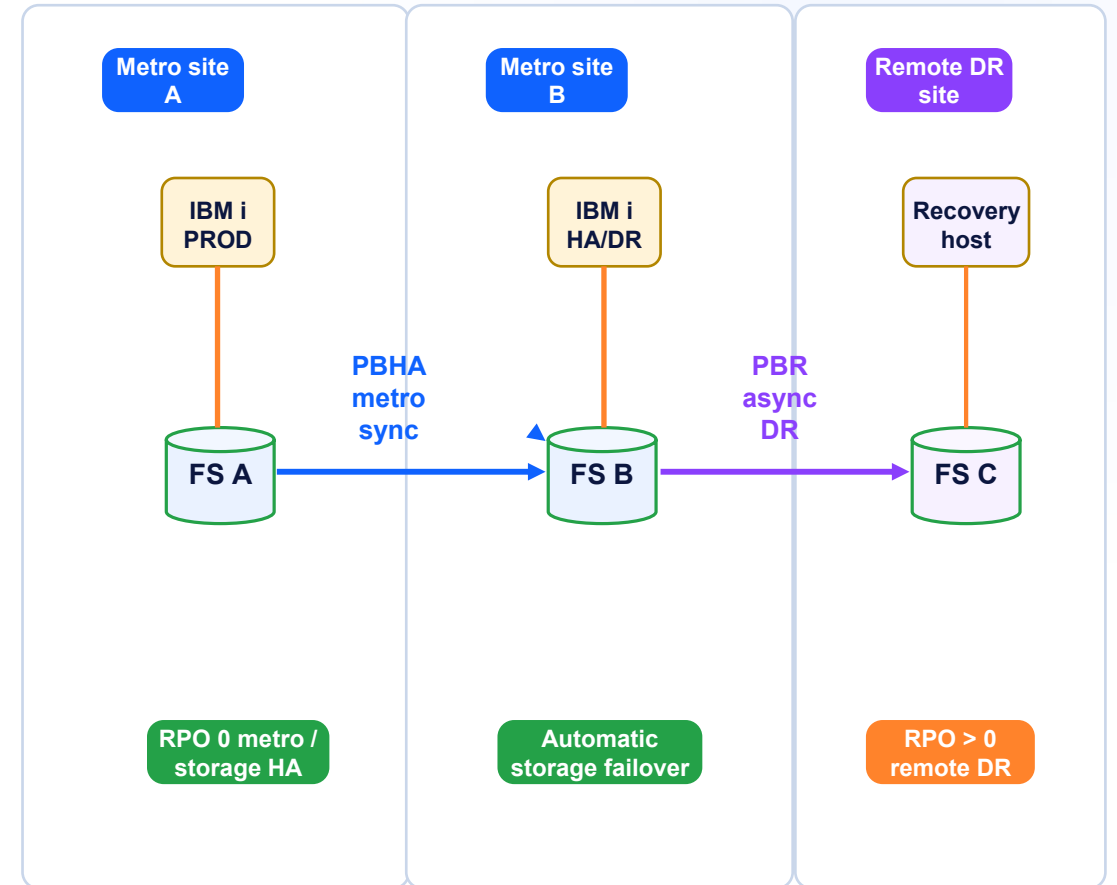 Metro site
A
Metro site
B
Remote DR
site
IBM i
PROD
IBM i
HA/DR
Recovery
host
PBHA
metro
sync
PBR
async
DR
FS A
FS B
FS C
RPO 0 metro /
storage HA
Automatic
storage failover
RPO > 0
remote DR